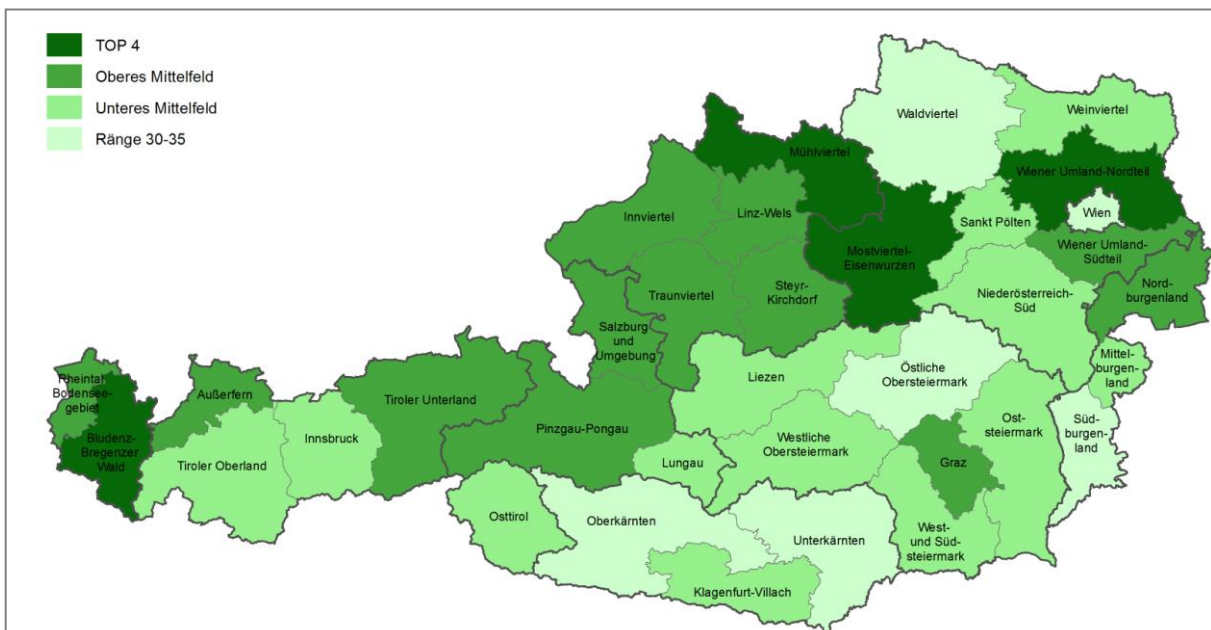 TOP 4
Oberes Mittelfeld
Unteres Mittelfeld
Ränge 30-35
Waldviertel
Weinviertel
Mühlviertel
Wiener Umland-Nordteil
Wien
Innviertel
Linz-Wels
Sankt Pölten
Mostviertel-
Eisenwurzen
Wiener Umland-
Südteil
Traunviertel
Steyr-
Kirchdorf
Niederösterreich-
Süd
Nord-
burgenland
Salzburg
und
Umgebung
Mittel-
burgen-
land
Liezen
Östliche
Obersteiermark
Rheintal
Bodensee-
gebiet
Außerfern
Tiroler Unterland
Bludenz-
Bregenzer
Wald
Innsbruck
Pinzgau-Pongau
Tiroler Oberland
Lungau
Westliche
Obersteiermark
Ost-
steiermark
Süd-
burgen-
land
Graz
Osttirol
Oberkärnten
Unterkärnten
West-
und Süd-
steiermark
Klagenfurt-Villach